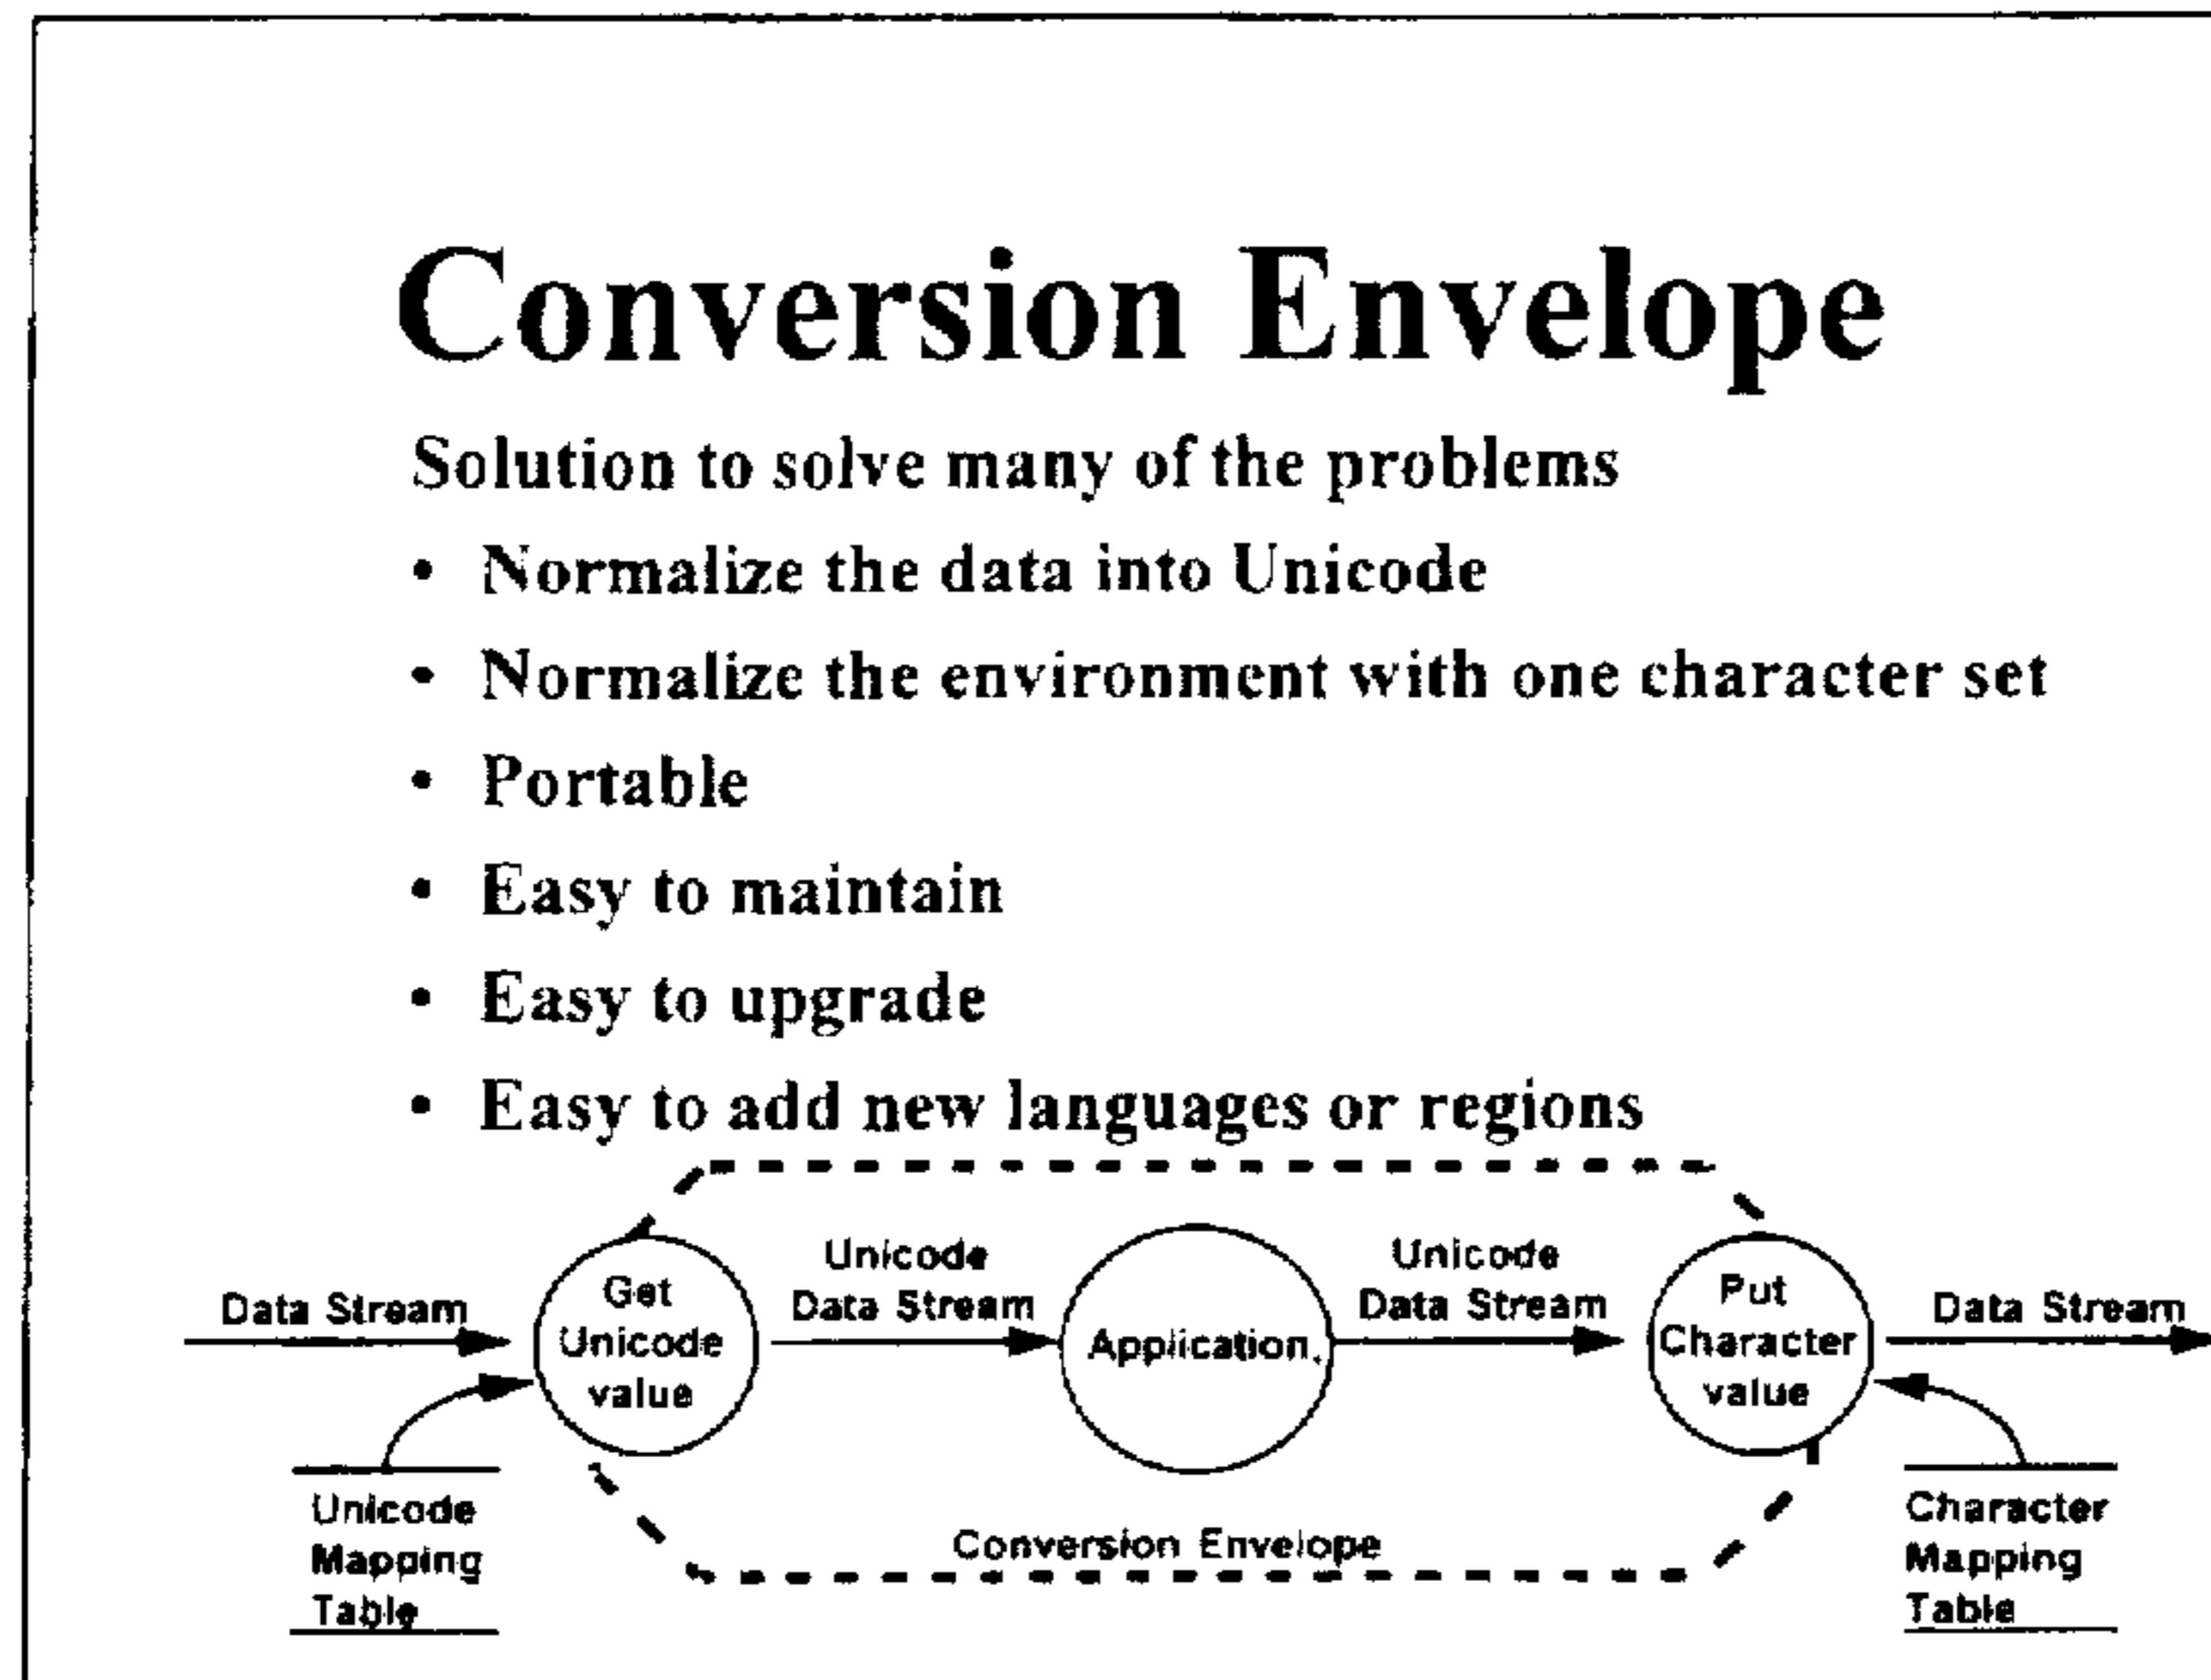 Conversion Envelope
Solution to solve many of the problems
• Normalize the data into Unicode
• Normalize the environment with one character set
• Portable
• Easy to maintain
• Easy to upgrade
• Easy to add new languages or regions
Data Stream
Get
Unicode
value
Unicode
Data Stream
Application
Unicode
Data Stream
Put
Character
value
Data Stream
Unicode
Mapping
Table
Conversion Envelope
Character
Mapping
Table